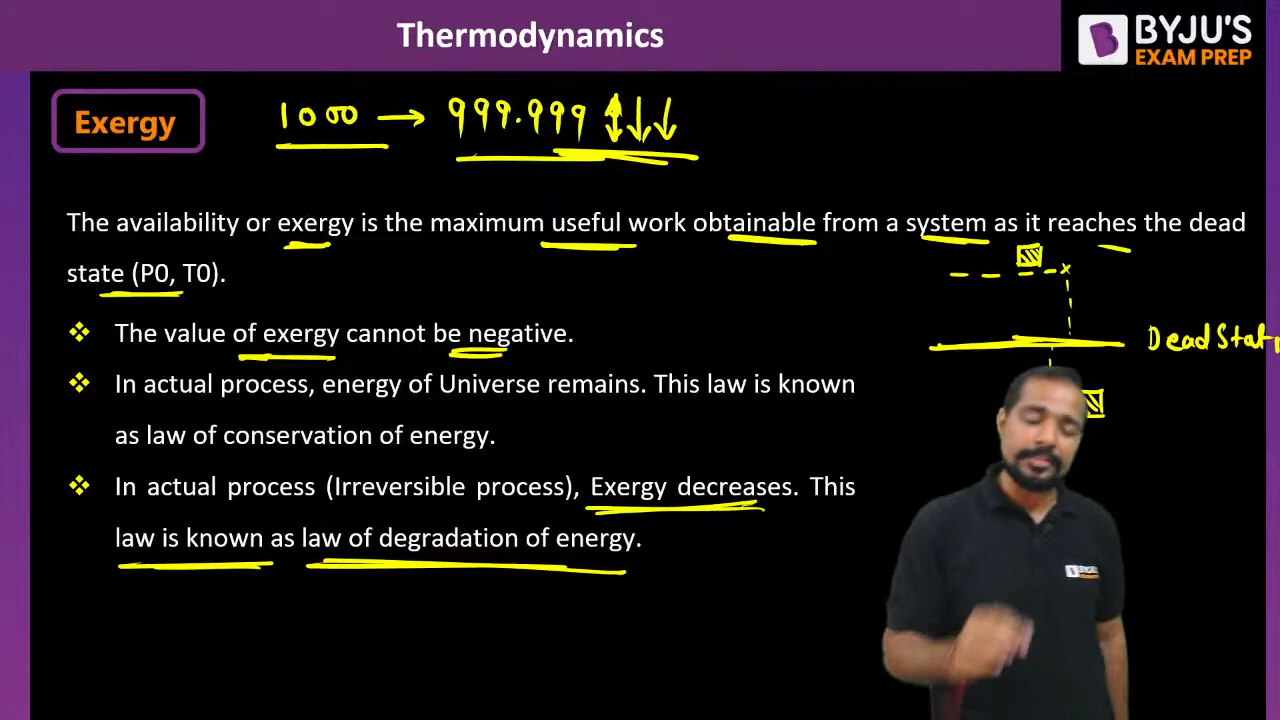 Thermodynamics
BYJU'S
EXAM PREP
Exergy
1000 → 999.999 ↕↓↓
The availability or exergy is the maximum useful work obtainable from a system as it reaches the dead
state (P0, T0).
❖ The value of exergy cannot be negative.
Dead Stat
❖ In actual process, energy of Universe remains. This law is known
as law of conservation of energy.
❖ In actual process (Irreversible process), Exergy decreases. This
law is known as law of degradation of energy.